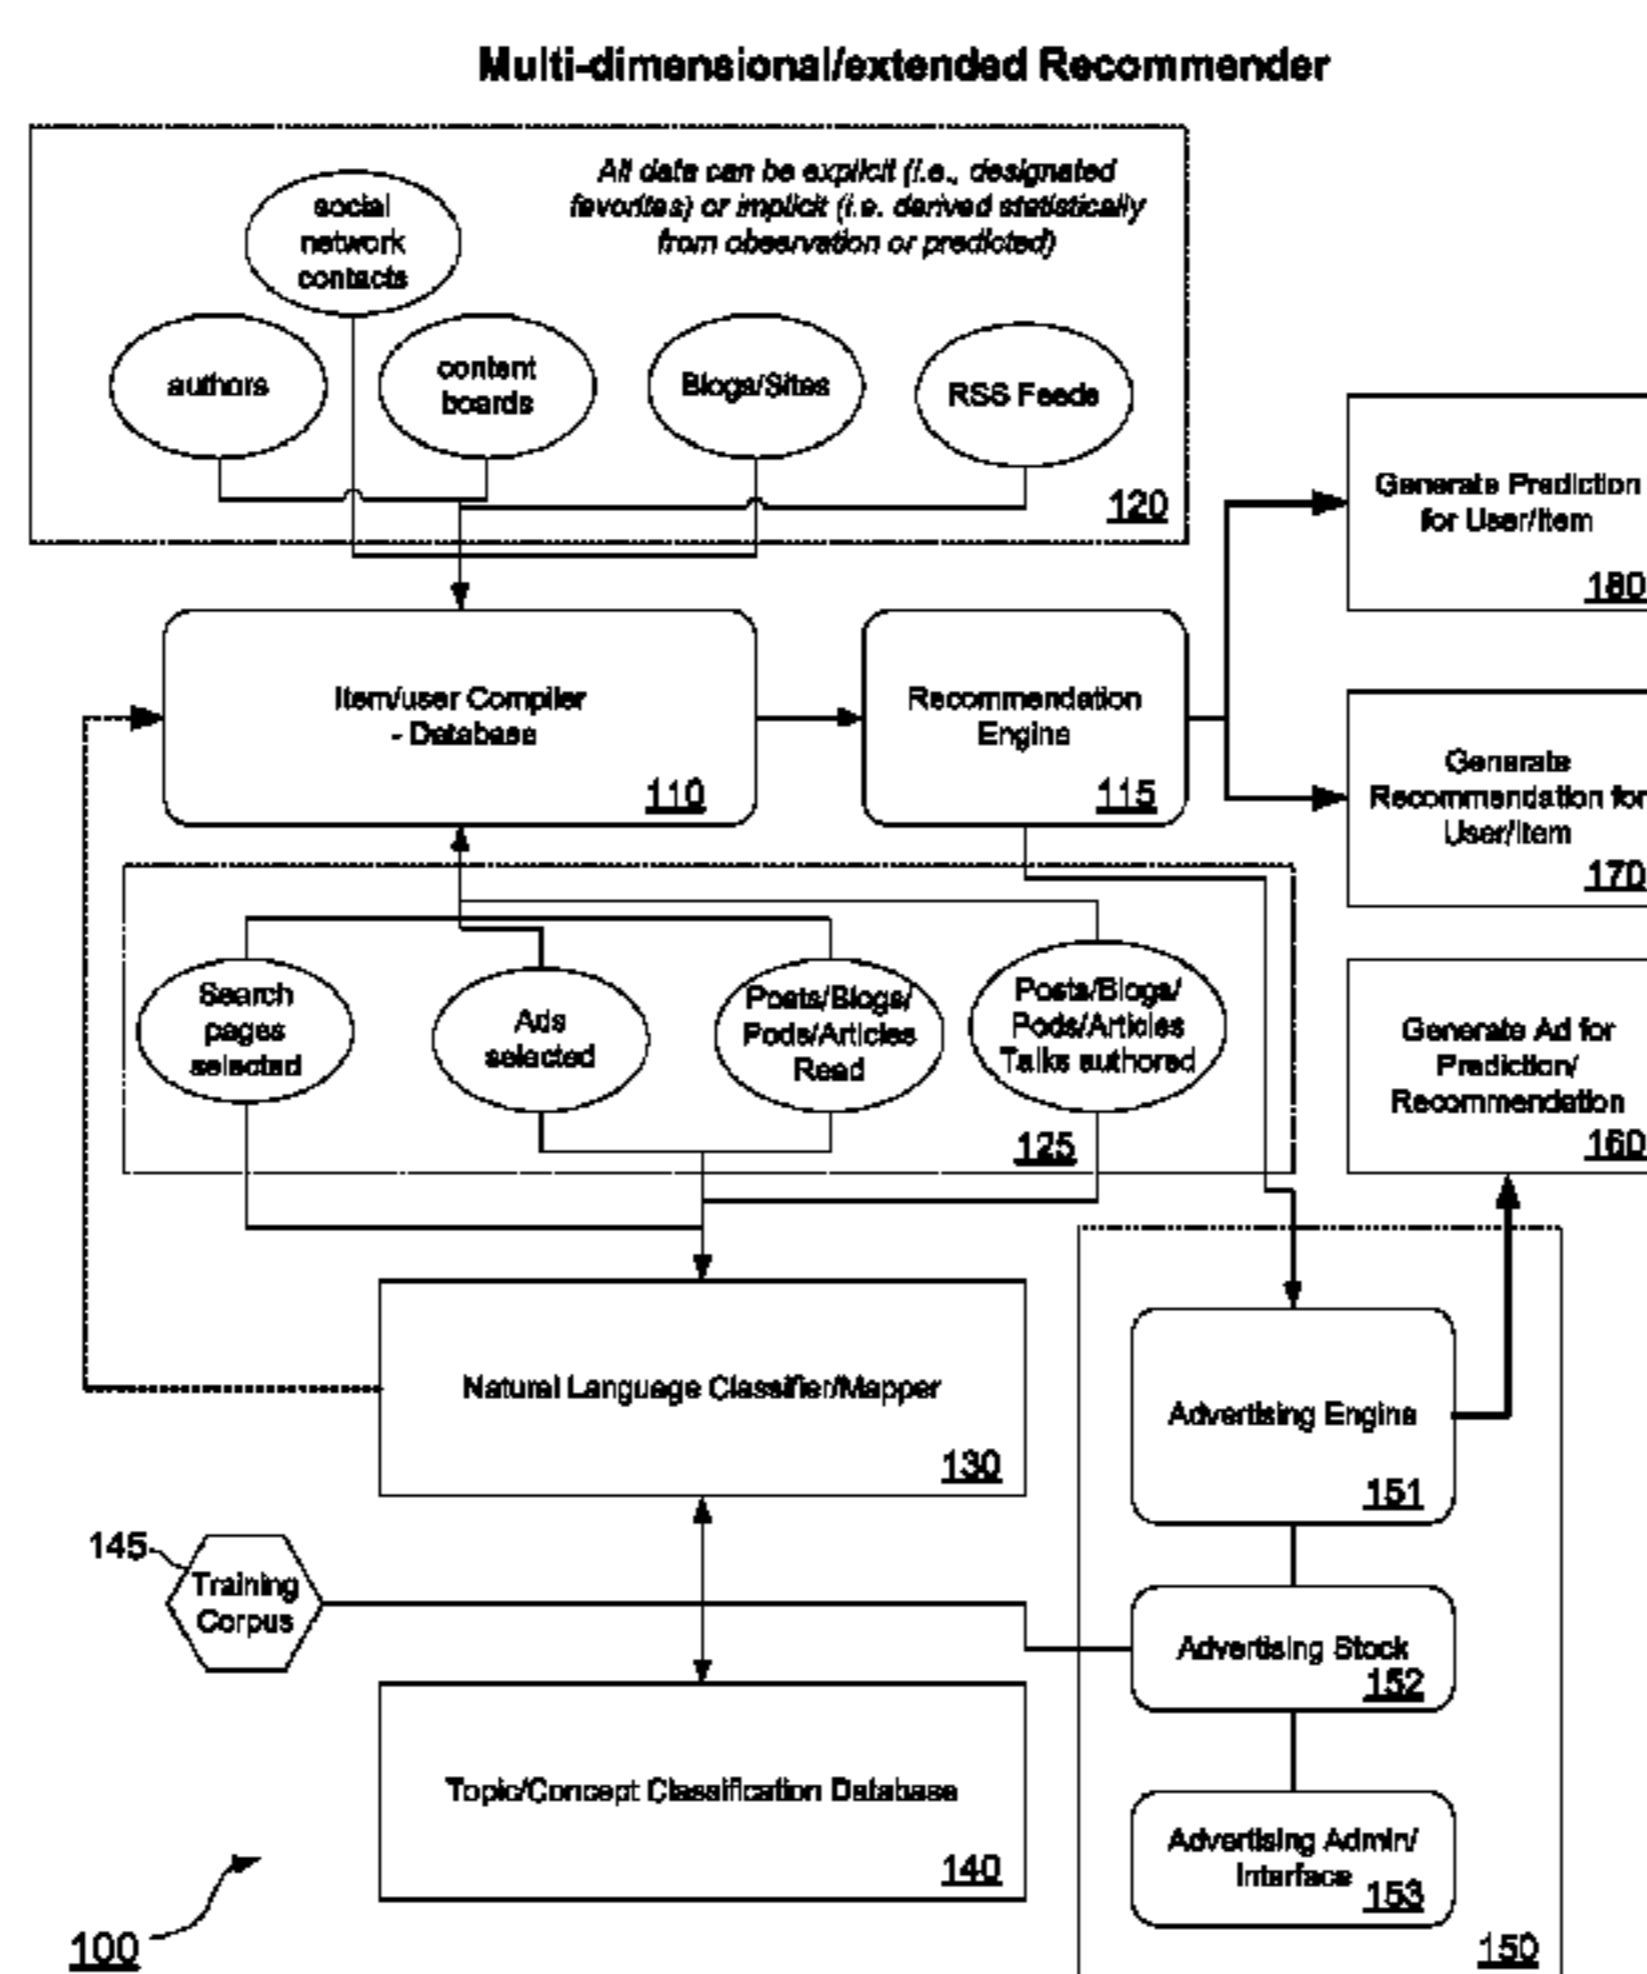 Multi-dimensional/extended Recommender
All data can be explicit (i.e., designated
favorites) or implicit (i.e. derived statistically
from observation or predicted)
social
network
contacts
authors
content
boards
Blogs/Sites
RSS Feeds
120
Generate Prediction
for User/Item
180
Item/user Compiler
- Database
110
Recommendation
Engine
115
Generate
Recommendation for
User/Item
170
Search
pages
selected
Ads
selected
Posts/Blogs/
Pods/Articles
Read
Posts/Blogs/
Pods/Articles
Talks authored
125
Generate Ad for
Prediction/
Recommendation
160
Natural Language Classifier/Mapper
130
Advertising Engine
151
145
Training
Corpus
Advertising Stock
152
Topic/Concept Classification Database
140
Advertising Admin/
Interface
153
100
150